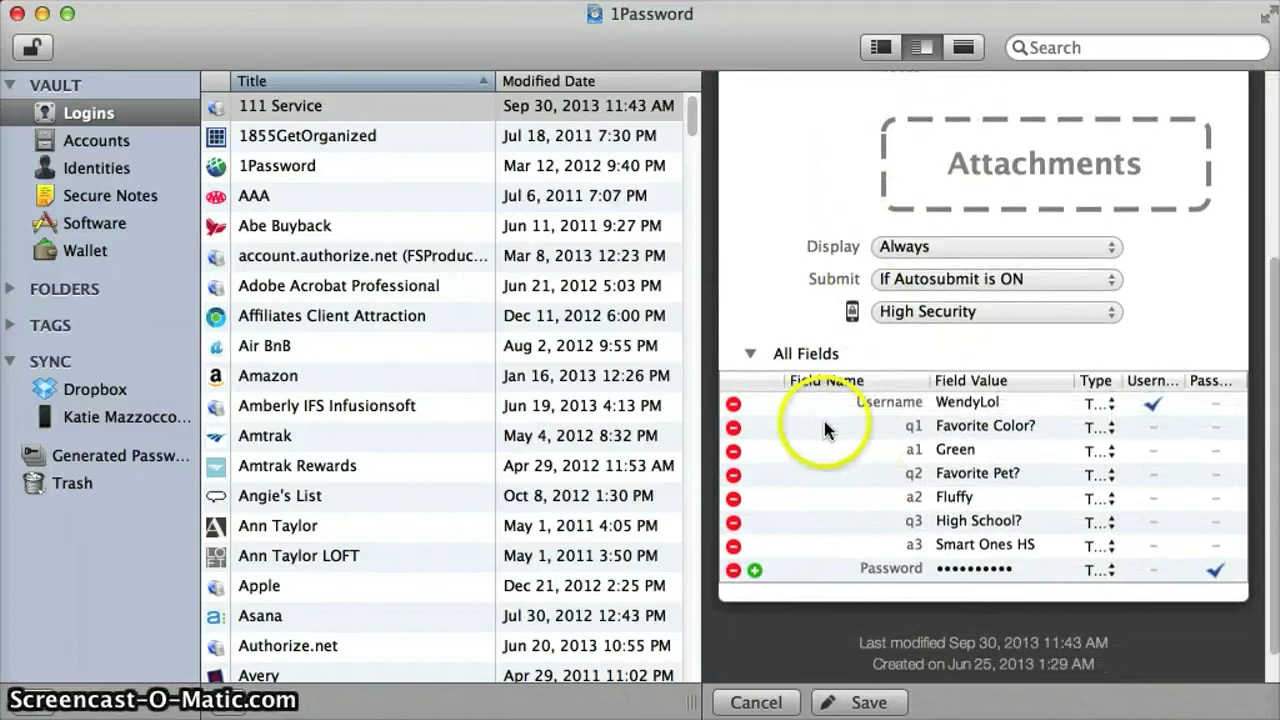 1Password
Search
VAULT
Logins
Accounts
Identities
Secure Notes
Software
Wallet
FOLDERS
TAGS
SYNC
Dropbox
Katie Mazzocco...
Generated Passw...
Trash
Title Modified Date
111 Service Sep 30, 2013 11:43 AM
1855GetOrganized Jul 18, 2011 7:30 PM
1Password Mar 12, 2012 9:40 PM
AAA Jul 6, 2011 7:07 PM
Abe Buyback Jun 11, 2011 9:27 PM
account.authorize.net (FSProduc... Mar 8, 2013 12:23 PM
Adobe Acrobat Professional Jun 21, 2012 5:03 PM
Affiliates Client Attraction Dec 11, 2012 6:00 PM
Air BnB Aug 2, 2012 9:55 PM
Amazon Jan 16, 2013 12:26 PM
Amberly IFS Infusionsoft Jun 19, 2013 4:13 PM
Amtrak May 4, 2012 8:32 PM
Amtrak Rewards Apr 29, 2012 11:53 AM
Angie's List Oct 8, 2012 1:30 PM
Ann Taylor May 1, 2011 4:05 PM
Ann Taylor LOFT May 1, 2011 3:50 PM
Apple Dec 21, 2012 2:25 PM
Asana Jul 30, 2012 12:43 PM
Authorize.net Jun 20, 2013 10:55 PM
Avery Apr 29, 2011 11:02 PM
Attachments
Display Always
Submit If Autosubmit is ON
High Security
All Fields
Field Name Field Value Type Usern... Pass...
Username WendyLol T...
q1 Favorite Color? T...
a1 Green T...
q2 Favorite Pet? T...
a2 Fluffy T...
q3 High School? T...
a3 Smart Ones HS T...
Password •••••••••• T...
Last modified Sep 30, 2013 11:43 AM
Created on Jun 25, 2013 1:29 AM
Cancel Save
Screencast-O-Matic.com